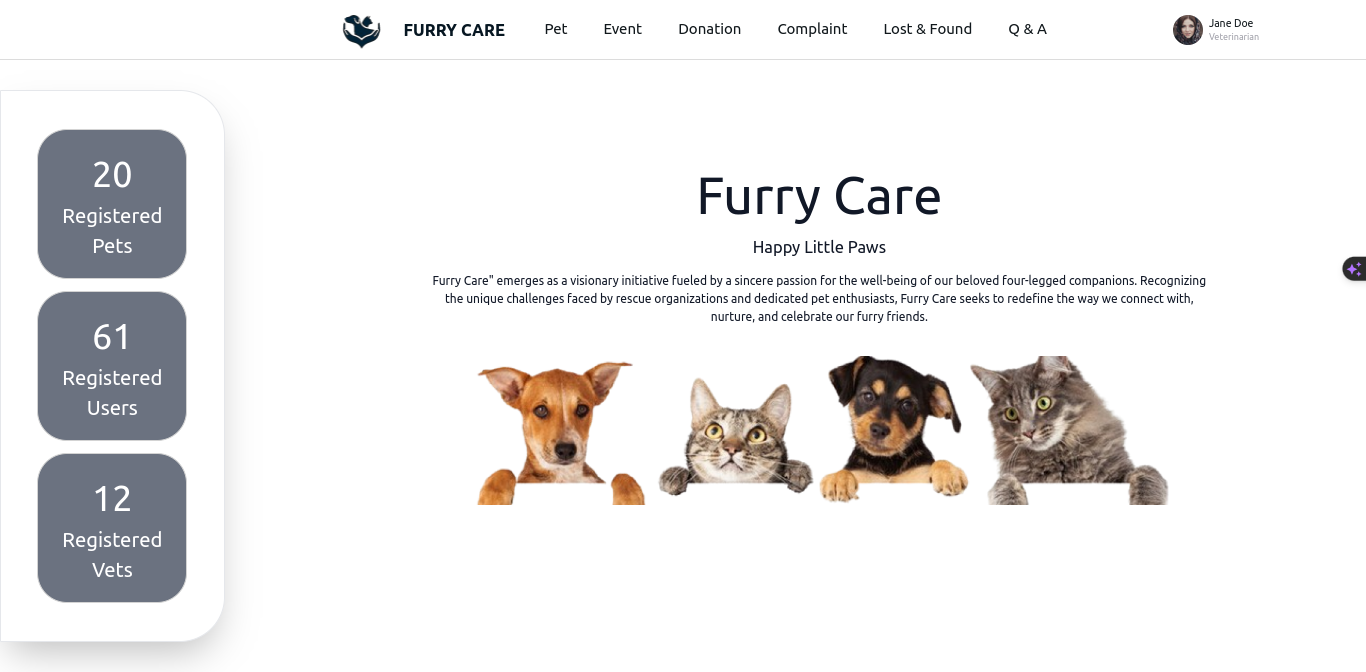 FURRY CARE
Pet
Event
Donation
Complaint
Lost & Found
Q & A
Jane Doe
Veterinarian
20
Registered
Pets
61
Registered
Users
12
Registered
Vets
Furry Care
Happy Little Paws
Furry Care" emerges as a visionary initiative fueled by a sincere passion for the well-being of our beloved four-legged companions. Recognizing
the unique challenges faced by rescue organizations and dedicated pet enthusiasts, Furry Care seeks to redefine the way we connect with,
nurture, and celebrate our furry friends.